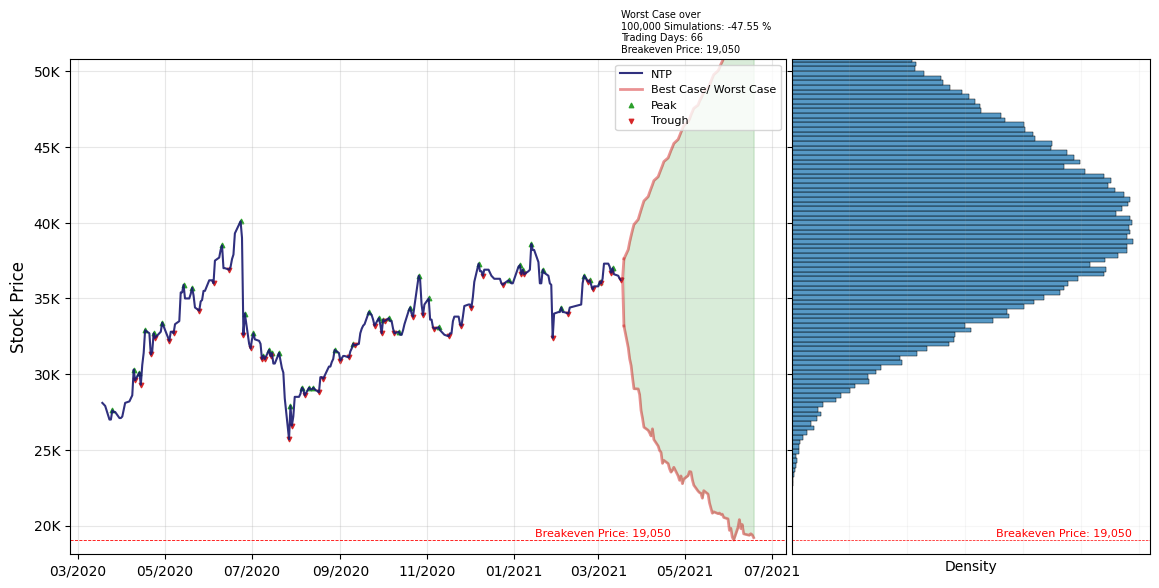 Worst Case over
100,000 Simulations: -47.55 %
Trading Days: 66
Breakeven Price: 19,050
50K
45K
40K
35K
30K
25K
20K
Stock Price
NTP
Best Case/ Worst Case
Peak
Trough
Breakeven Price: 19,050
Breakeven Price: 19,050
03/2020
05/2020
07/2020
09/2020
11/2020
01/2021
03/2021
05/2021
07/2021
Density